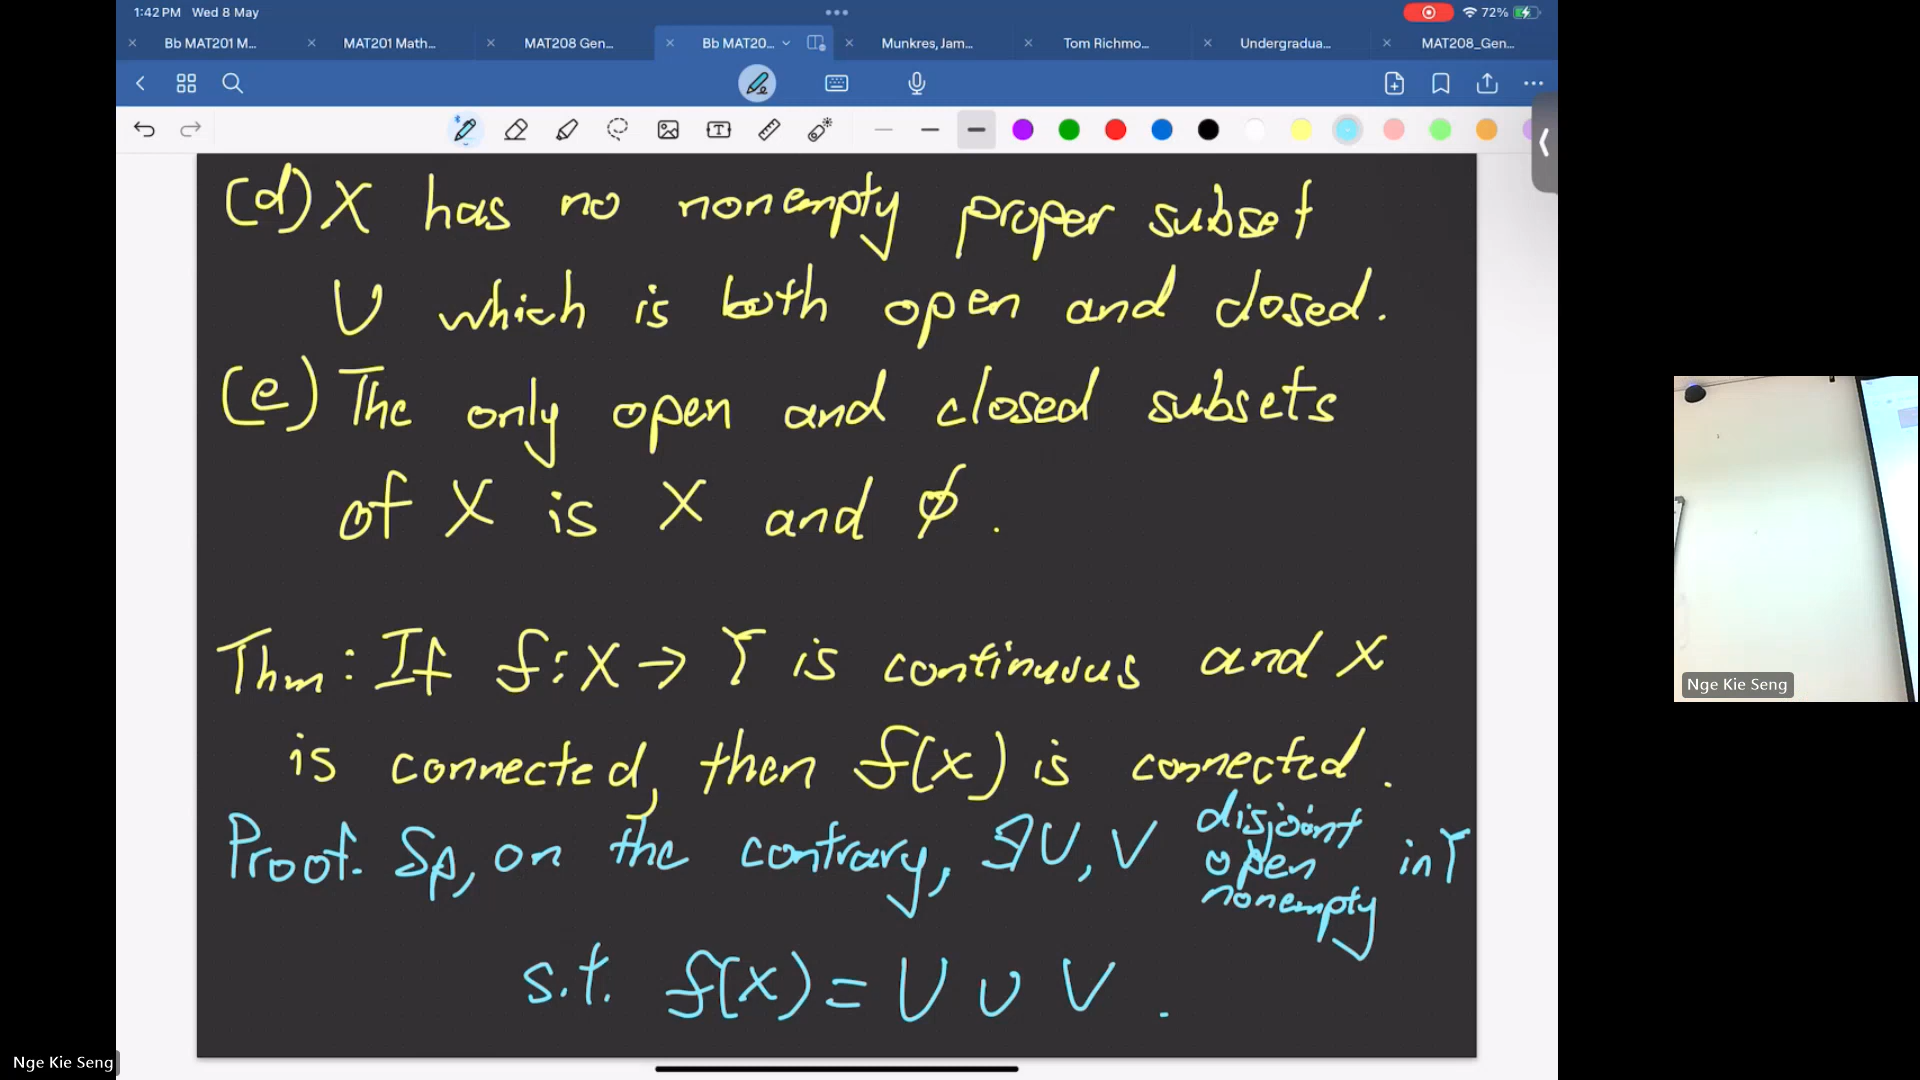 1:42 PM Wed 8 May
72%
Bb MAT201 M...
MAT201 Math...
MAT208 Gen...
Bb MAT20...
Munkres, Jam...
Tom Richmo...
Undergradua...
MAT208_Gen...
(d) X has no nonempty proper subset
U which is both open and closed.
(e) The only open and closed subsets
of X is X and ∅.
Thm: If f: X → Y is continuous and X
is connected, then f(X) is connected.
Proof. Sp, on the contrary, ∃U, V disjoint open nonempty in Y
s.t. f(X) = U ∪ V.
Nge Kie Seng
Nge Kie Seng